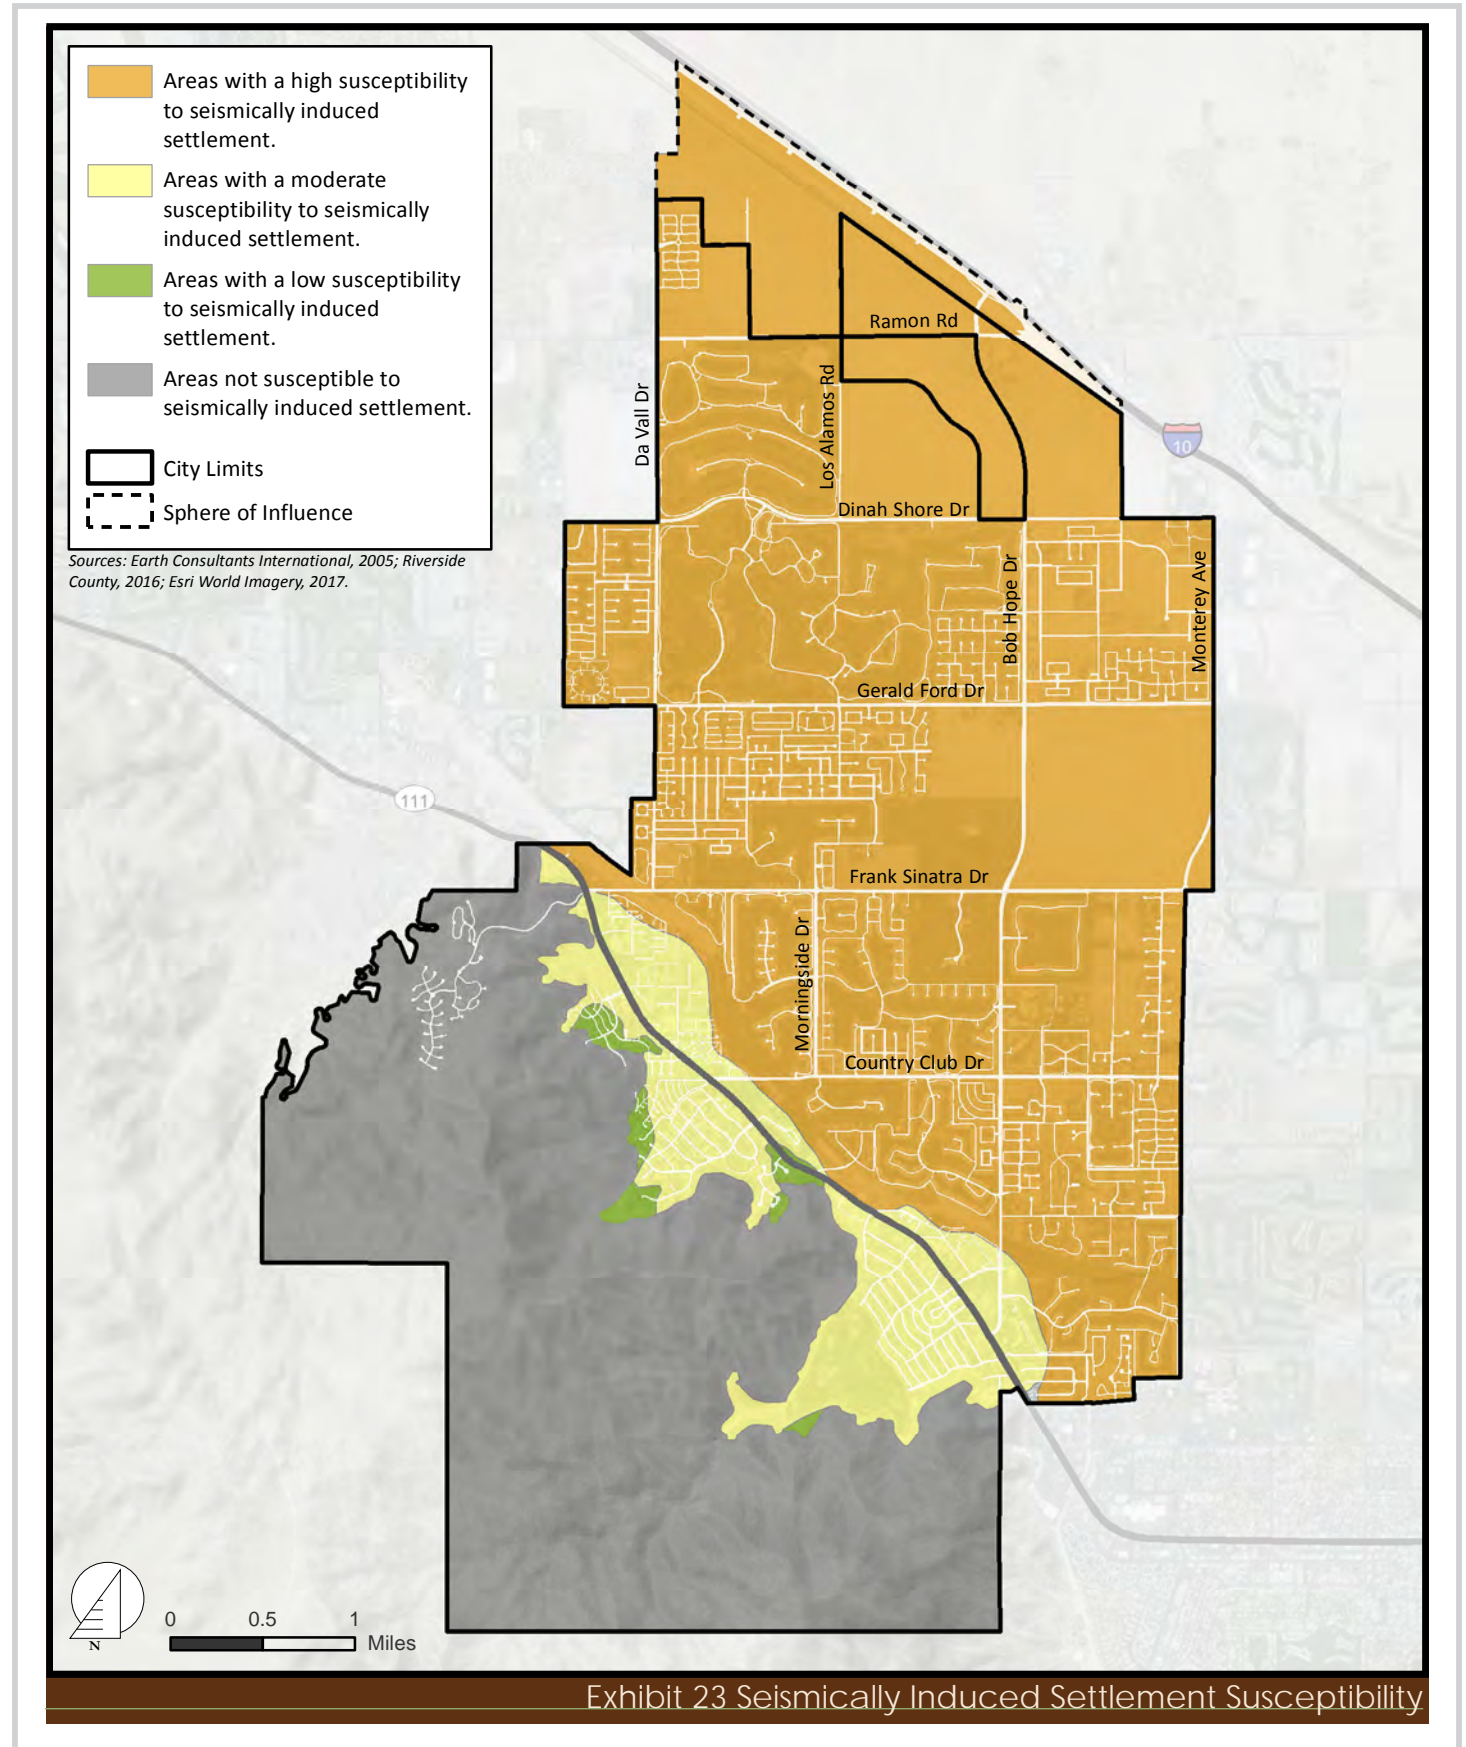 Areas with a high susceptibility
to seismically induced
settlement.
Areas with a moderate
susceptibility to seismically
induced settlement.
Areas with a low susceptibility
to seismically induced
settlement.
Areas not susceptible to
seismically induced settlement.
City Limits
Sphere of Influence
Sources: Earth Consultants International, 2005; Riverside
County, 2016; Esri World Imagery, 2017.
Ramon Rd
Da Vall Dr
Los Alamos Rd
10
Dinah Shore Dr
Bob Hope Dr
Monterey Ave
Gerald Ford Dr
111
Frank Sinatra Dr
Morningside Dr
Country Club Dr
N
0 0.5 1
Miles
Exhibit 23 Seismically Induced Settlement Susceptibility